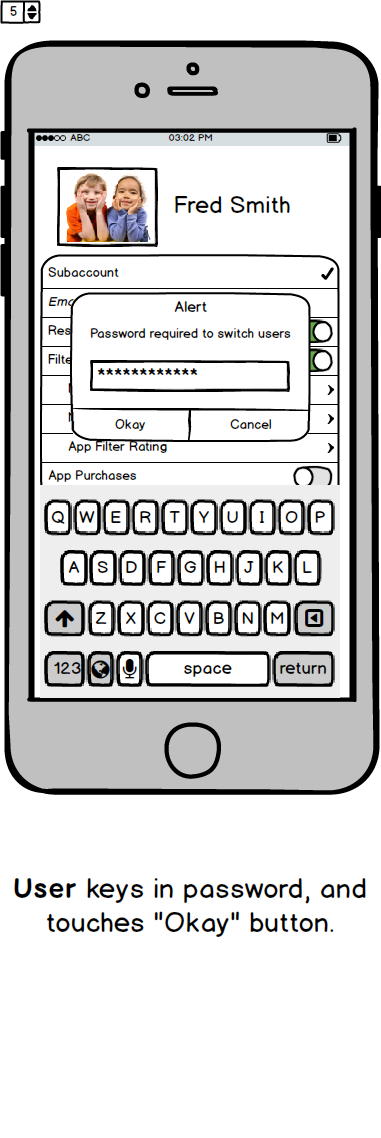 5
ABC 03:02 PM
Fred Smith
Subaccount
Ema
Alert
Res
Password required to switch users
Filte
************
Okay Cancel
App Filter Rating
App Purchases
Q W E R T Y U I O P
A S D F G H J K L
Z X C V B N M
123 space return
User keys in password, and
touches "Okay" button.